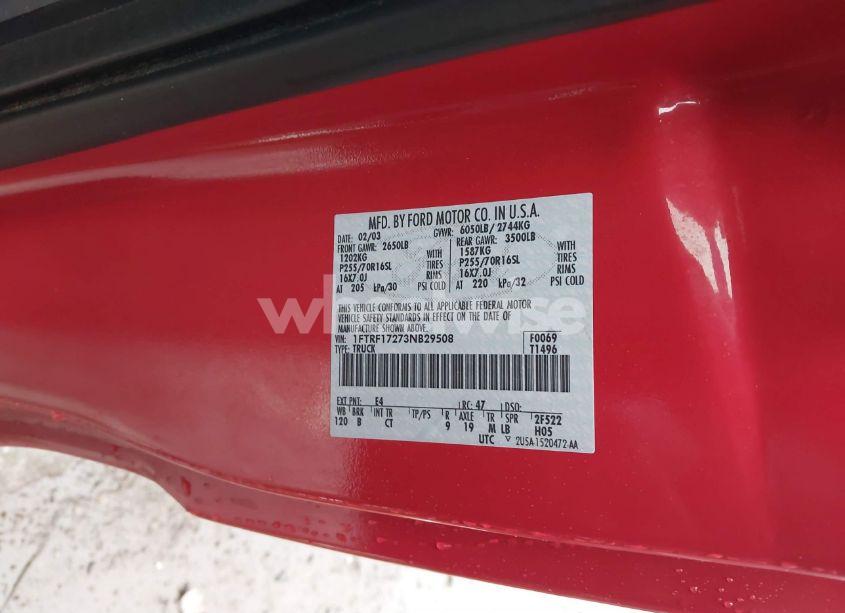 MFD. BY FORD MOTOR CO. IN U.S.A.
DATE: 02/03 GVWR: 6050LB/ 2744KG
FRONT GAWR: 2650LB REAR GAWR: 3500LB
1202KG WITH 1587KG WITH
P255/70R16SL TIRES P255/70R16SL TIRES
16X7.0J RIMS 16X7.0J RIMS
AT 205 kPa/30 PSI COLD AT 220 kPa/32 PSI COLD
THIS VEHICLE CONFORMS TO ALL APPLICABLE FEDERAL MOTOR
VEHICLE SAFETY STANDARDS IN EFFECT ON THE DATE OF
MANUFACTURE SHOWN ABOVE.
VIN: 1FTRF17273NB29508 F0069
TYPE: TRUCK T1496
EXT PNT: E4 RC: 47 DSO:
WB BRK INT TR TP/PS R AXLE TR SPR 2F522
120 B CT 9 19 M LB H05
UTC 2USA-1520472-AA
wheelwise